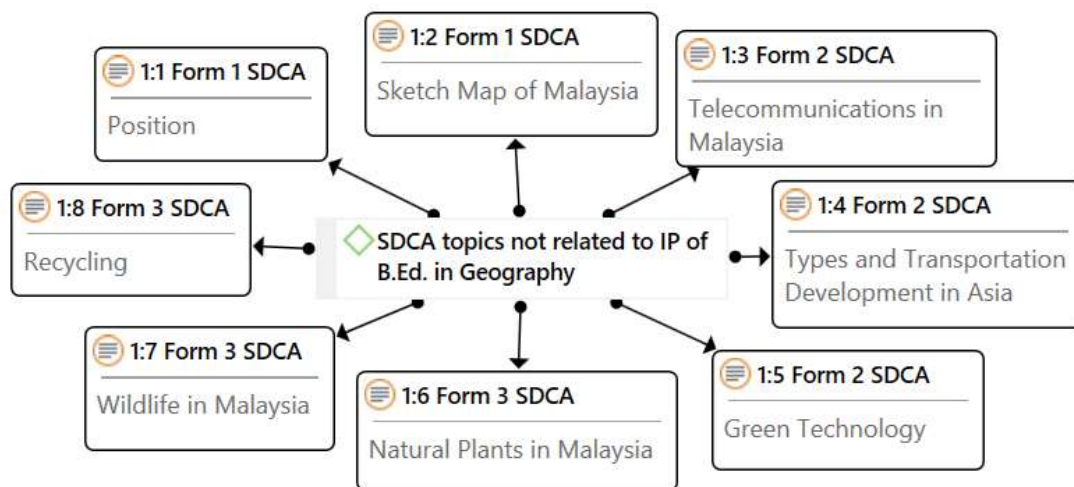 1:1 Form 1 SDCA
Position
1:2 Form 1 SDCA
Sketch Map of Malaysia
1:3 Form 2 SDCA
Telecommunications in
Malaysia
1:8 Form 3 SDCA
Recycling
SDCA topics not related to IP of
B.Ed. in Geography
1:4 Form 2 SDCA
Types and Transportation
Development in Asia
1:7 Form 3 SDCA
Wildlife in Malaysia
1:6 Form 3 SDCA
Natural Plants in Malaysia
1:5 Form 2 SDCA
Green Technology